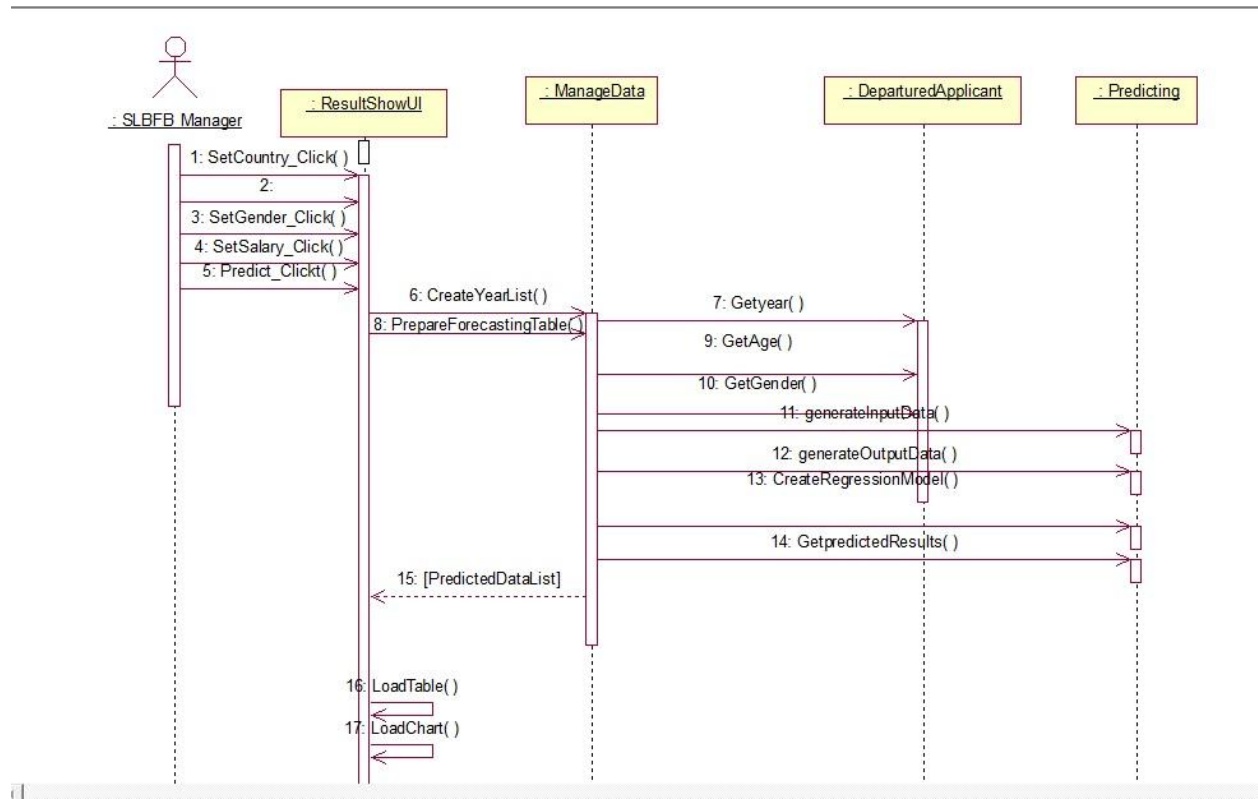 : SLBFB Manager
: ResultShowUI
: ManageData
: DeparturedApplicant
: Predicting
1: SetCountry_Click( )
2:
3: SetGender_Click( )
4: SetSalary_Click( )
5: Predict_Clickt( )
6: CreateYearList( )
7: Getyear( )
8: PrepareForecastingTable( )
9: GetAge( )
10: GetGender( )
11: generateInputData( )
12: generateOutputData( )
13: CreateRegressionModel( )
14: GetpredictedResults( )
15: [PredictedDataList]
16: LoadTable( )
17: LoadChart( )